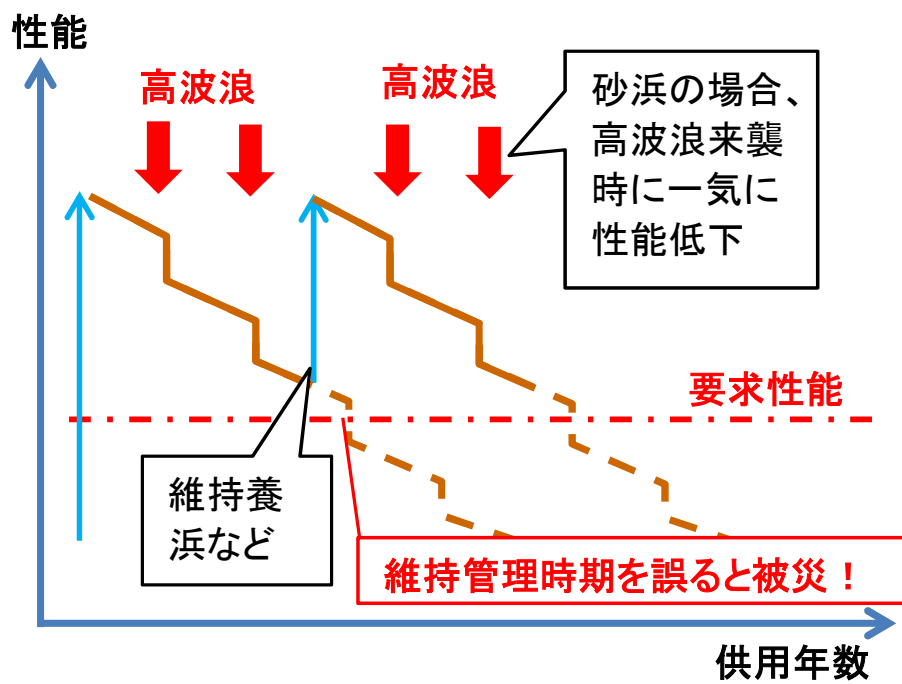 性能
高波浪
高波浪
砂浜の場合、
高波浪来襲
時に一気に
性能低下
要求性能
維持養
浜など
維持管理時期を誤ると被災！
供用年数